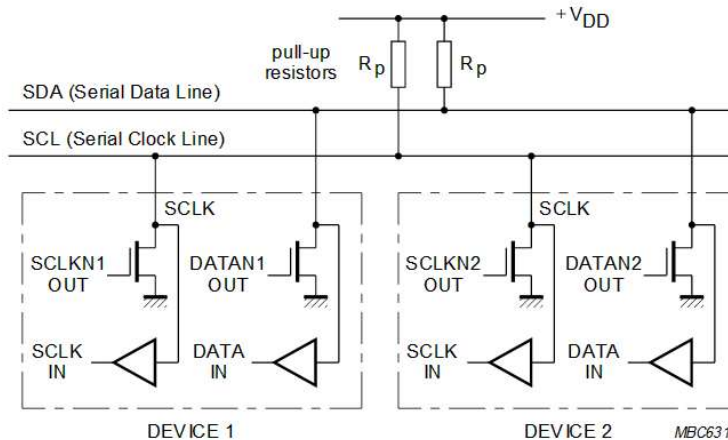 +VDD
pull-up
resistors
Rp
Rp
SDA (Serial Data Line)
SCL (Serial Clock Line)
SCLK
SCLK
SCLKN1
OUT
DATAN1
OUT
SCLKN2
OUT
DATAN2
OUT
SCLK
IN
DATA
IN
SCLK
IN
DATA
IN
DEVICE 1
DEVICE 2
MBC631